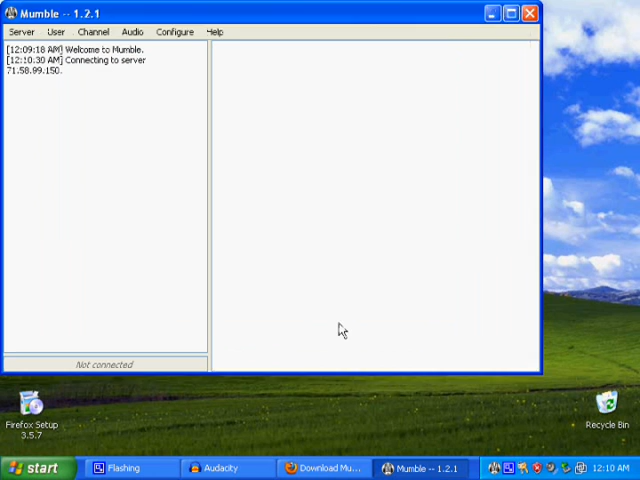 Mumble -- 1.2.1
Server User Channel Audio Configure Help
[12:09:18 AM] Welcome to Mumble.
[12:10:30 AM] Connecting to server
71.58.99.150.
Not connected
Firefox Setup
3.5.7
Recycle Bin
start
Flashing
Audacity
Download Mu...
Mumble -- 1.2.1
12:10 AM